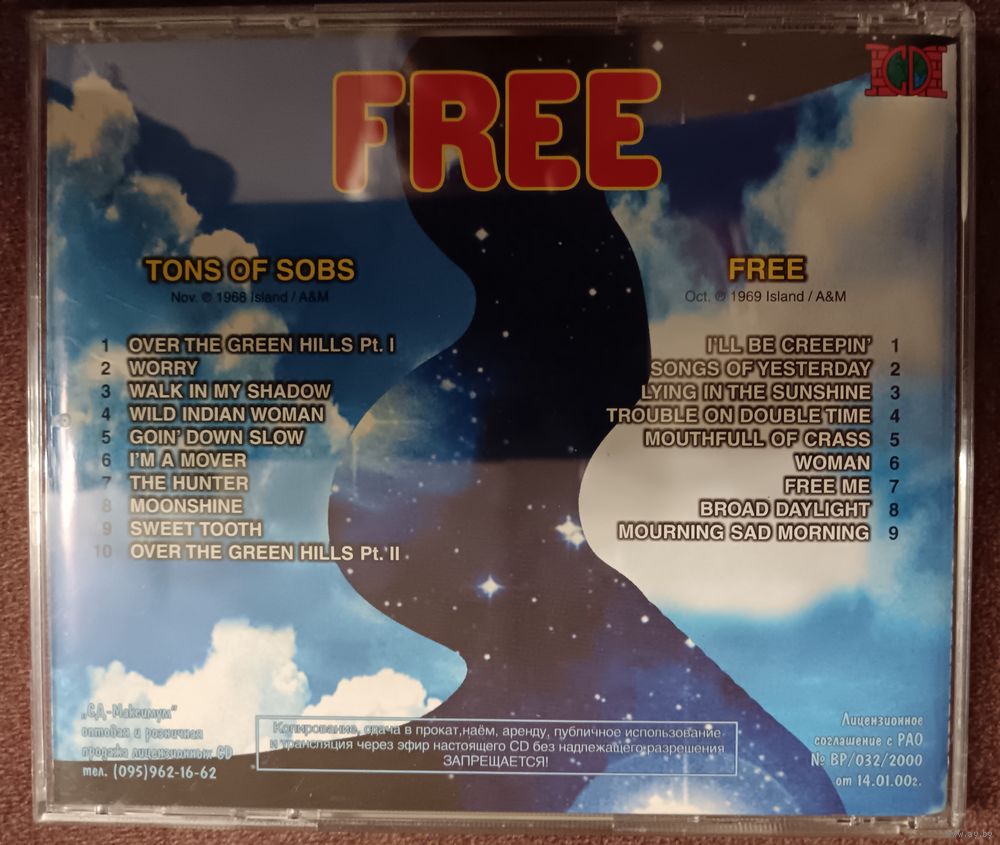 FREE
CD
TONS OF SOBS
Nov. ℗ 1968 Island / A&M
1 OVER THE GREEN HILLS Pt. I
2 WORRY
3 WALK IN MY SHADOW
4 WILD INDIAN WOMAN
5 GOIN' DOWN SLOW
6 I'M A MOVER
7 THE HUNTER
8 MOONSHINE
9 SWEET TOOTH
10 OVER THE GREEN HILLS Pt. II
FREE
Oct. ℗ 1969 Island / A&M
I'LL BE CREEPIN' 1
SONGS OF YESTERDAY 2
LYING IN THE SUNSHINE 3
TROUBLE ON DOUBLE TIME 4
MOUTHFULL OF CRASS 5
WOMAN 6
FREE ME 7
BROAD DAYLIGHT 8
MOURNING SAD MORNING 9
„СД-Максимум"
оптовая и розничная
продажа лицензионных CD
тел. (095)962-16-62
Копирование, сдача в прокат,наём, аренду, публичное использование
и трансляция через эфир настоящего CD без надлежащего разрешения
ЗАПРЕЩАЕТСЯ!
Лицензионное
соглашение с РАО
№ ВР/032/2000
от 14.01.00г.